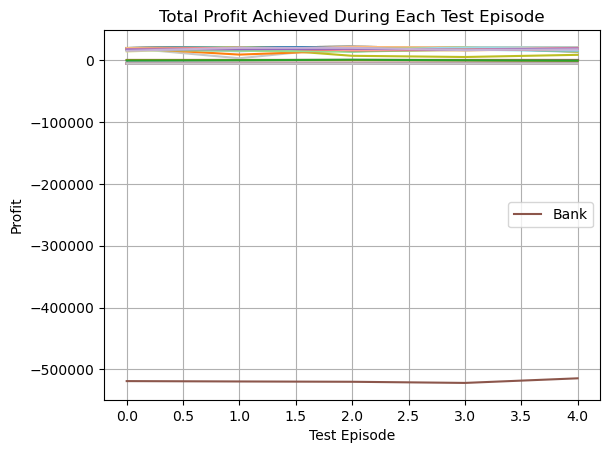 Total Profit Achieved During Each Test Episode
0
−100000
−200000
−300000
−400000
−500000
Profit
Bank
0.0 0.5 1.0 1.5 2.0 2.5 3.0 3.5 4.0
Test Episode